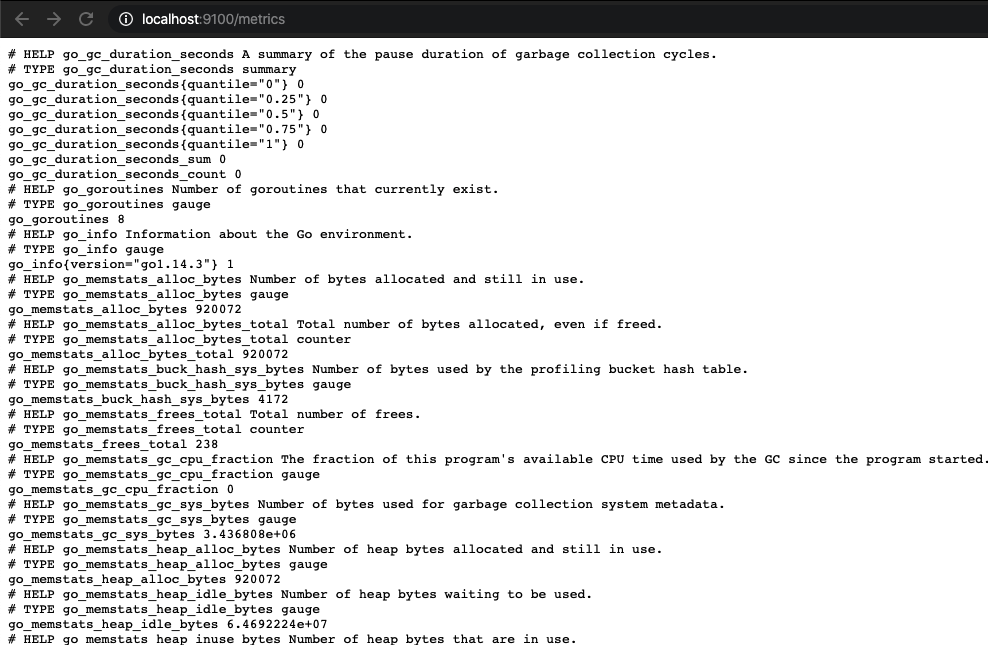 localhost:9100/metrics
# HELP go_gc_duration_seconds A summary of the pause duration of garbage collection cycles.
# TYPE go_gc_duration_seconds summary
go_gc_duration_seconds{quantile="0"} 0
go_gc_duration_seconds{quantile="0.25"} 0
go_gc_duration_seconds{quantile="0.5"} 0
go_gc_duration_seconds{quantile="0.75"} 0
go_gc_duration_seconds{quantile="1"} 0
go_gc_duration_seconds_sum 0
go_gc_duration_seconds_count 0
# HELP go_goroutines Number of goroutines that currently exist.
# TYPE go_goroutines gauge
go_goroutines 8
# HELP go_info Information about the Go environment.
# TYPE go_info gauge
go_info{version="go1.14.3"} 1
# HELP go_memstats_alloc_bytes Number of bytes allocated and still in use.
# TYPE go_memstats_alloc_bytes gauge
go_memstats_alloc_bytes 920072
# HELP go_memstats_alloc_bytes_total Total number of bytes allocated, even if freed.
# TYPE go_memstats_alloc_bytes_total counter
go_memstats_alloc_bytes_total 920072
# HELP go_memstats_buck_hash_sys_bytes Number of bytes used by the profiling bucket hash table.
# TYPE go_memstats_buck_hash_sys_bytes gauge
go_memstats_buck_hash_sys_bytes 4172
# HELP go_memstats_frees_total Total number of frees.
# TYPE go_memstats_frees_total counter
go_memstats_frees_total 238
# HELP go_memstats_gc_cpu_fraction The fraction of this program's available CPU time used by the GC since the program started.
# TYPE go_memstats_gc_cpu_fraction gauge
go_memstats_gc_cpu_fraction 0
# HELP go_memstats_gc_sys_bytes Number of bytes used for garbage collection system metadata.
# TYPE go_memstats_gc_sys_bytes gauge
go_memstats_gc_sys_bytes 3.436808e+06
# HELP go_memstats_heap_alloc_bytes Number of heap bytes allocated and still in use.
# TYPE go_memstats_heap_alloc_bytes gauge
go_memstats_heap_alloc_bytes 920072
# HELP go_memstats_heap_idle_bytes Number of heap bytes waiting to be used.
# TYPE go_memstats_heap_idle_bytes gauge
go_memstats_heap_idle_bytes 6.4692224e+07
# HELP go_memstats_heap_inuse_bytes Number of heap bytes that are in use.